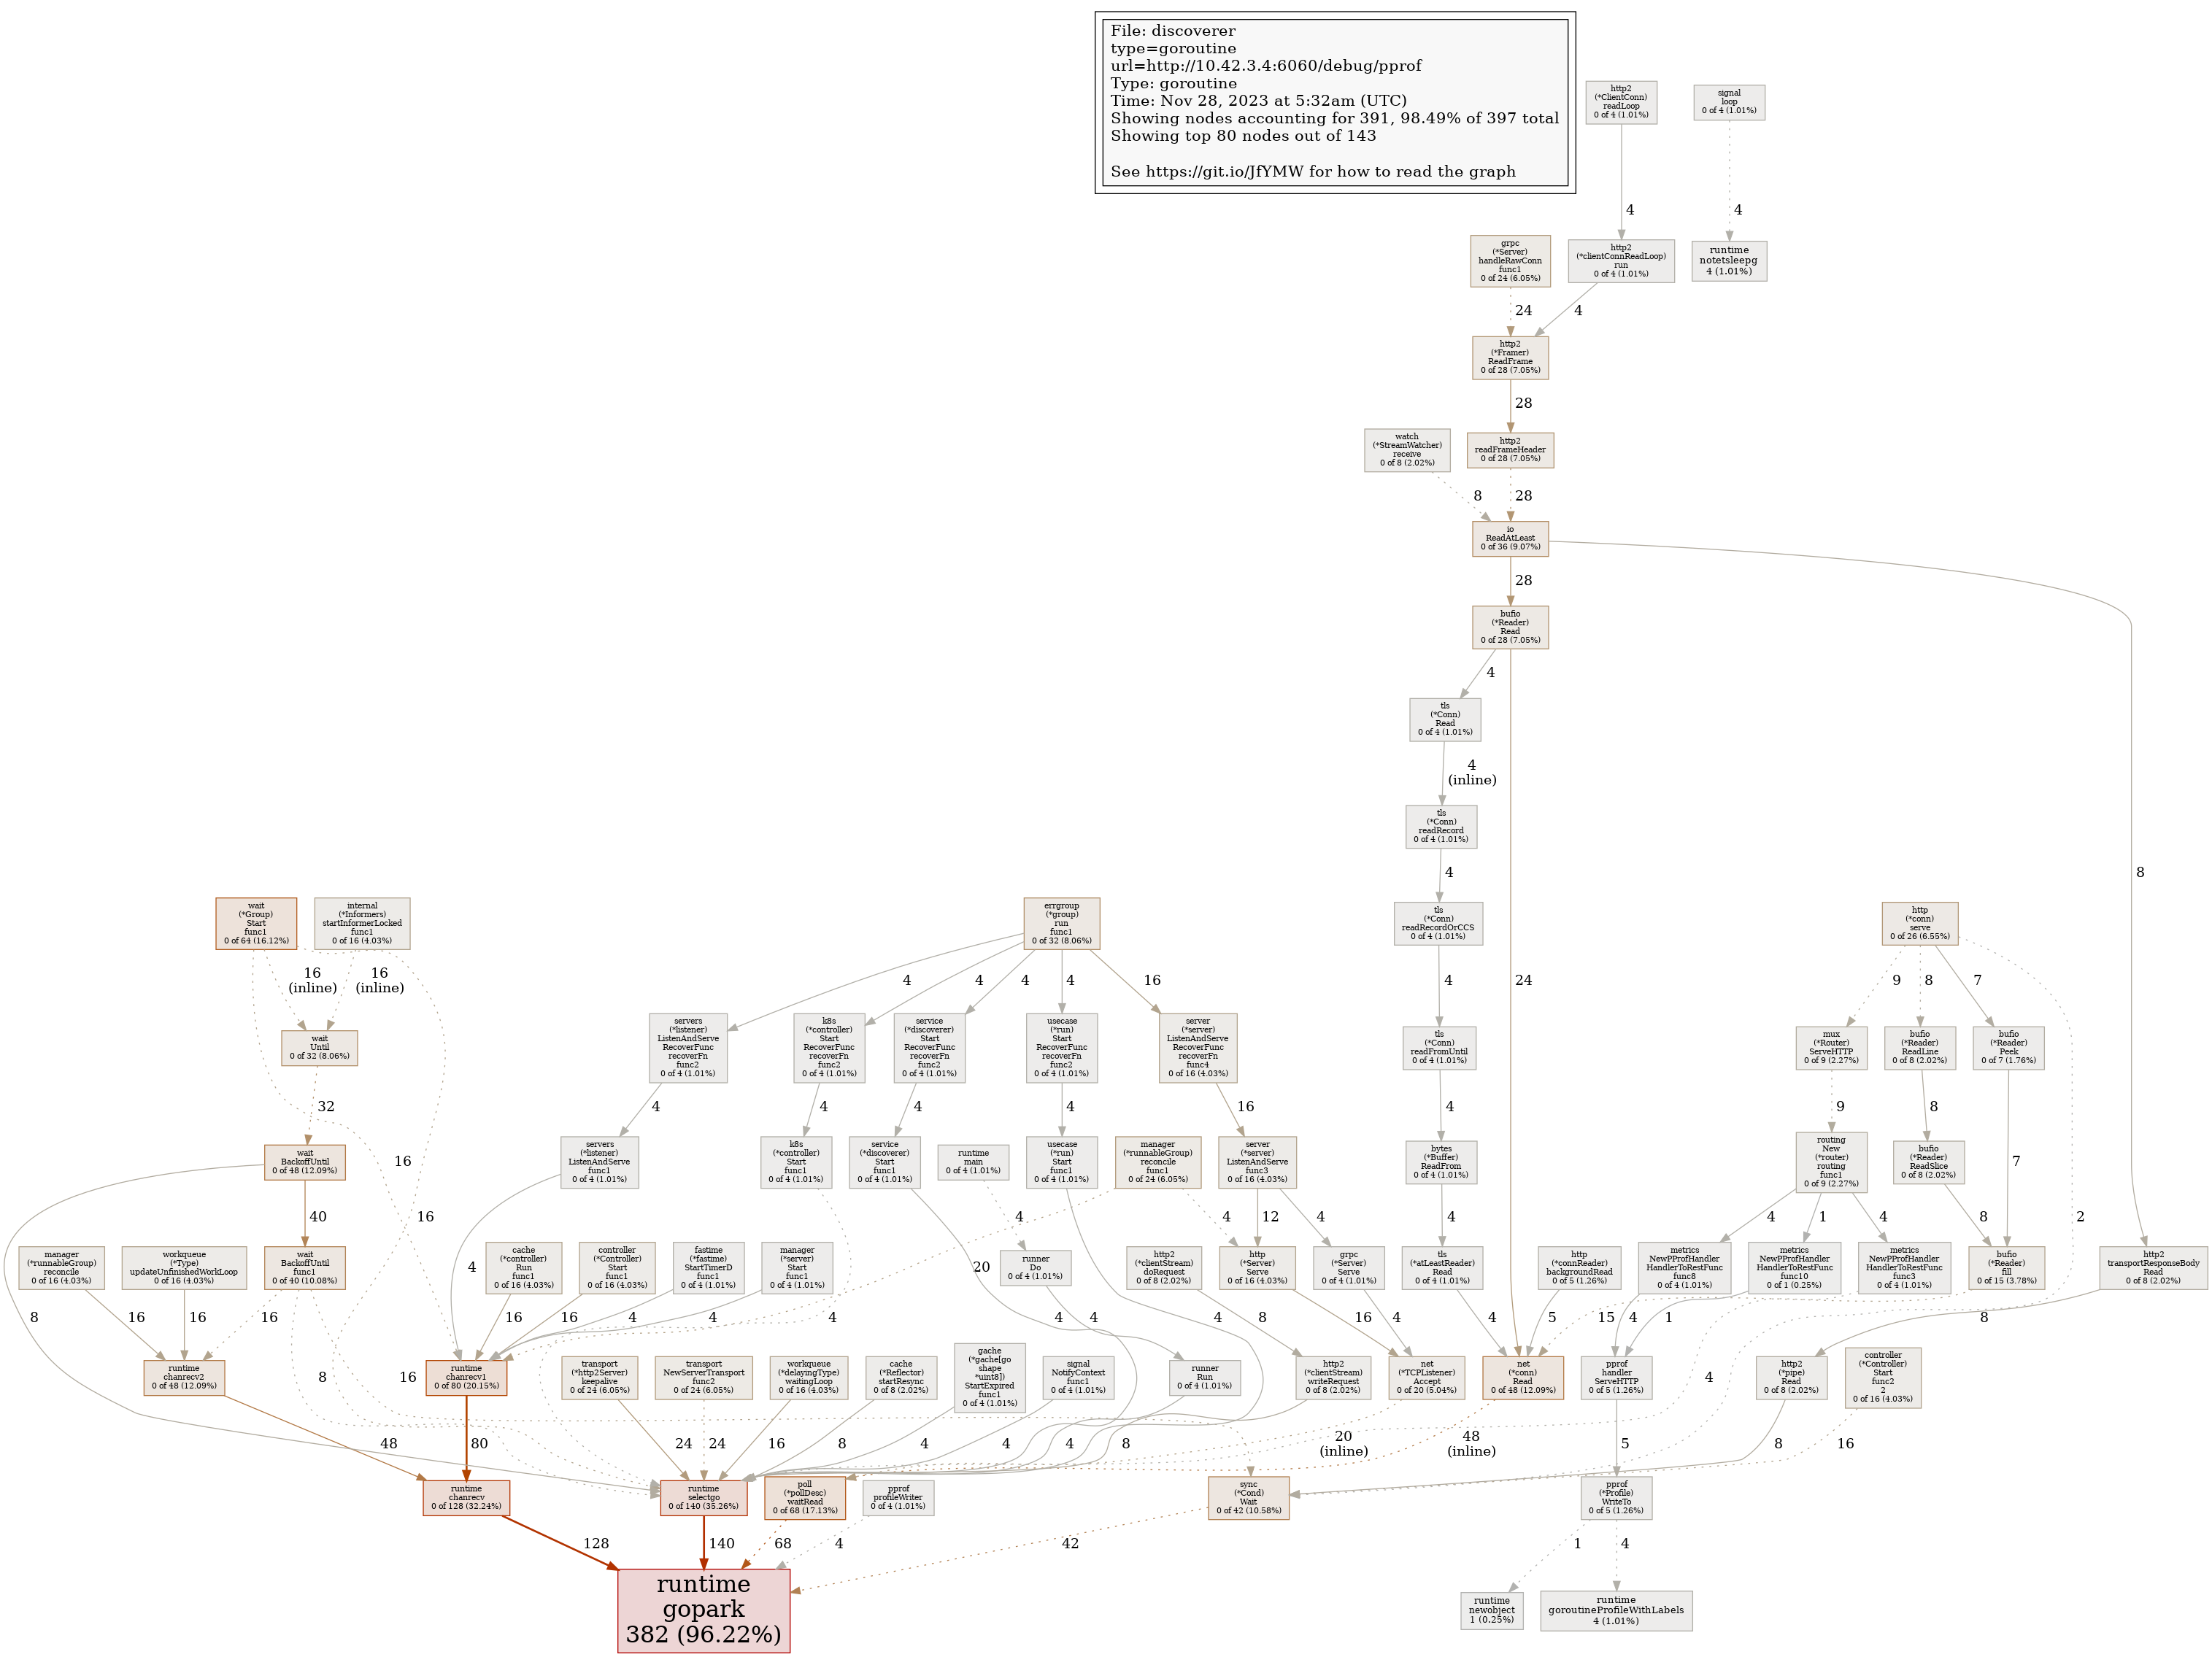 File: discoverer
type=goroutine
url=http://10.42.3.4:6060/debug/pprof
Type: goroutine
Time: Nov 28, 2023 at 5:32am (UTC)
Showing nodes accounting for 391, 98.49% of 397 total
Showing top 80 nodes out of 143
See https://git.io/JfYMW for how to read the graph
http2
(*ClientConn)
readLoop
0 of 4 (1.01%)
signal
loop
0 of 4 (1.01%)
4
4
grpc
(*Server)
handleRawConn
func1
0 of 24 (6.05%)
http2
(*clientConnReadLoop)
run
0 of 4 (1.01%)
runtime
notetsleepg
4 (1.01%)
24
4
http2
(*Framer)
ReadFrame
0 of 28 (7.05%)
28
watch
(*StreamWatcher)
receive
0 of 8 (2.02%)
http2
readFrameHeader
0 of 28 (7.05%)
8
28
io
ReadAtLeast
0 of 36 (9.07%)
28
bufio
(*Reader)
Read
0 of 28 (7.05%)
4
tls
(*Conn)
Read
0 of 4 (1.01%)
4
(inline)
tls
(*Conn)
readRecord
0 of 4 (1.01%)
4
8
wait
(*Group)
Start
func1
0 of 64 (16.12%)
internal
(*Informers)
startInformerLocked
func1
0 of 16 (4.03%)
errgroup
(*group)
run
func1
0 of 32 (8.06%)
tls
(*Conn)
readRecordOrCCS
0 of 4 (1.01%)
http
(*conn)
serve
0 of 26 (6.55%)
16
(inline)
16
(inline)
4
4
4
4
16
4
24
9
8
7
wait
Until
0 of 32 (8.06%)
servers
(*listener)
ListenAndServe
RecoverFunc
recoverFn
func2
0 of 4 (1.01%)
k8s
(*controller)
Start
RecoverFunc
recoverFn
func2
0 of 4 (1.01%)
service
(*discoverer)
Start
RecoverFunc
recoverFn
func2
0 of 4 (1.01%)
usecase
(*run)
Start
RecoverFunc
recoverFn
func2
0 of 4 (1.01%)
server
(*server)
ListenAndServe
RecoverFunc
recoverFn
func4
0 of 16 (4.03%)
tls
(*Conn)
readFromUntil
0 of 4 (1.01%)
mux
(*Router)
ServeHTTP
0 of 9 (2.27%)
bufio
(*Reader)
ReadLine
0 of 8 (2.02%)
bufio
(*Reader)
Peek
0 of 7 (1.76%)
32
4
4
4
4
16
4
9
8
wait
BackoffUntil
0 of 48 (12.09%)
16
servers
(*listener)
ListenAndServe
func1
0 of 4 (1.01%)
k8s
(*controller)
Start
func1
0 of 4 (1.01%)
service
(*discoverer)
Start
func1
0 of 4 (1.01%)
runtime
main
0 of 4 (1.01%)
usecase
(*run)
Start
func1
0 of 4 (1.01%)
manager
(*runnableGroup)
reconcile
func1
0 of 24 (6.05%)
server
(*server)
ListenAndServe
func3
0 of 16 (4.03%)
bytes
(*Buffer)
ReadFrom
0 of 4 (1.01%)
routing
New
(*router)
routing
func1
0 of 9 (2.27%)
bufio
(*Reader)
ReadSlice
0 of 8 (2.02%)
7
40
16
4
4
12
4
4
4
1
4
8
2
manager
(*runnableGroup)
reconcile
0 of 16 (4.03%)
workqueue
(*Type)
updateUnfinishedWorkLoop
0 of 16 (4.03%)
wait
BackoffUntil
func1
0 of 40 (10.08%)
4
cache
(*controller)
Run
func1
0 of 16 (4.03%)
controller
(*Controller)
Start
func1
0 of 16 (4.03%)
fastime
(*fastime)
StartTimerD
func1
0 of 4 (1.01%)
manager
(*server)
Start
func1
0 of 4 (1.01%)
20
runner
Do
0 of 4 (1.01%)
http2
(*clientStream)
doRequest
0 of 8 (2.02%)
http
(*Server)
Serve
0 of 16 (4.03%)
grpc
(*Server)
Serve
0 of 4 (1.01%)
tls
(*atLeastReader)
Read
0 of 4 (1.01%)
http
(*connReader)
backgroundRead
0 of 5 (1.26%)
metrics
NewPProfHandler
HandlerToRestFunc
func8
0 of 4 (1.01%)
metrics
NewPProfHandler
HandlerToRestFunc
func10
0 of 1 (0.25%)
metrics
NewPProfHandler
HandlerToRestFunc
func3
0 of 4 (1.01%)
bufio
(*Reader)
fill
0 of 15 (3.78%)
http2
transportResponseBody
Read
0 of 8 (2.02%)
8
16
16
16
16
16
4
4
4
4
4
4
8
16
4
4
5
15
4
1
8
runtime
chanrecv2
0 of 48 (12.09%)
8
16
runtime
chanrecv1
0 of 80 (20.15%)
transport
(*http2Server)
keepalive
0 of 24 (6.05%)
transport
NewServerTransport
func2
0 of 24 (6.05%)
workqueue
(*delayingType)
waitingLoop
0 of 16 (4.03%)
cache
(*Reflector)
startResync
0 of 8 (2.02%)
gache
(*gache[go
shape
*uint8])
StartExpired
func1
0 of 4 (1.01%)
signal
NotifyContext
func1
0 of 4 (1.01%)
runner
Run
0 of 4 (1.01%)
http2
(*clientStream)
writeRequest
0 of 8 (2.02%)
net
(*TCPListener)
Accept
0 of 20 (5.04%)
net
(*conn)
Read
0 of 48 (12.09%)
pprof
handler
ServeHTTP
0 of 5 (1.26%)
4
http2
(*pipe)
Read
0 of 8 (2.02%)
controller
(*Controller)
Start
func2
2
0 of 16 (4.03%)
48
80
24
24
16
8
4
4
4
8
20
(inline)
48
(inline)
5
8
16
runtime
chanrecv
0 of 128 (32.24%)
runtime
selectgo
0 of 140 (35.26%)
poll
(*pollDesc)
waitRead
0 of 68 (17.13%)
pprof
profileWriter
0 of 4 (1.01%)
sync
(*Cond)
Wait
0 of 42 (10.58%)
pprof
(*Profile)
WriteTo
0 of 5 (1.26%)
128
140
68
4
42
1
4
runtime
gopark
382 (96.22%)
runtime
newobject
1 (0.25%)
runtime
goroutineProfileWithLabels
4 (1.01%)